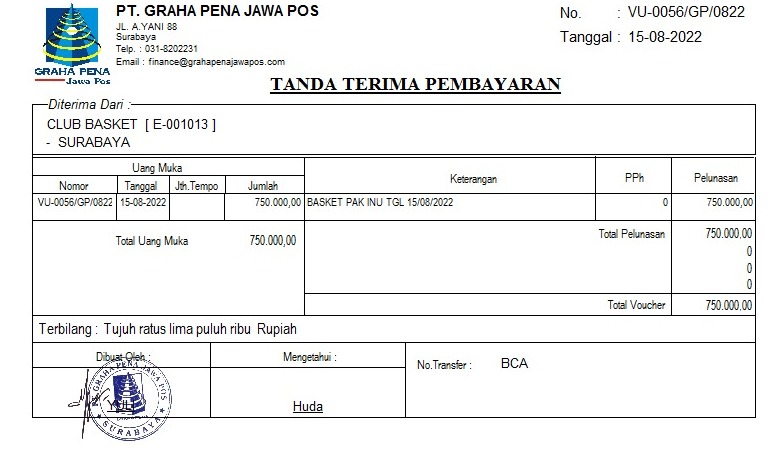 PT. GRAHA PENA JAWA POS
JL. A.YANI 88
Surabaya
Telp. : 031-8202231
Email : finance@grahapenajawapos.com
GRAHA PENA
Jawa Pos
No. : VU-0056/GP/0822
Tanggal : 15-08-2022
TANDA TERIMA PEMBAYARAN
Diterima Dari :
CLUB BASKET [ E-001013 ]
- SURABAYA
Uang Muka Keterangan PPh Pelunasan
Nomor Tanggal Jth.Tempo Jumlah
VU-0056/GP/0822 15-08-2022 750.000,00 BASKET PAK INU TGL 15/08/2022 0 750.000,00
Total Uang Muka 750.000,00 Total Pelunasan 750.000,00
0
0
0
Total Voucher 750.000,00
Terbilang : Tujuh ratus lima puluh ribu Rupiah
Dibuat Oleh : Mengetahui : No.Transfer : BCA
GRAHA PENA JAWA POS
YULI
SURABAYA
Huda